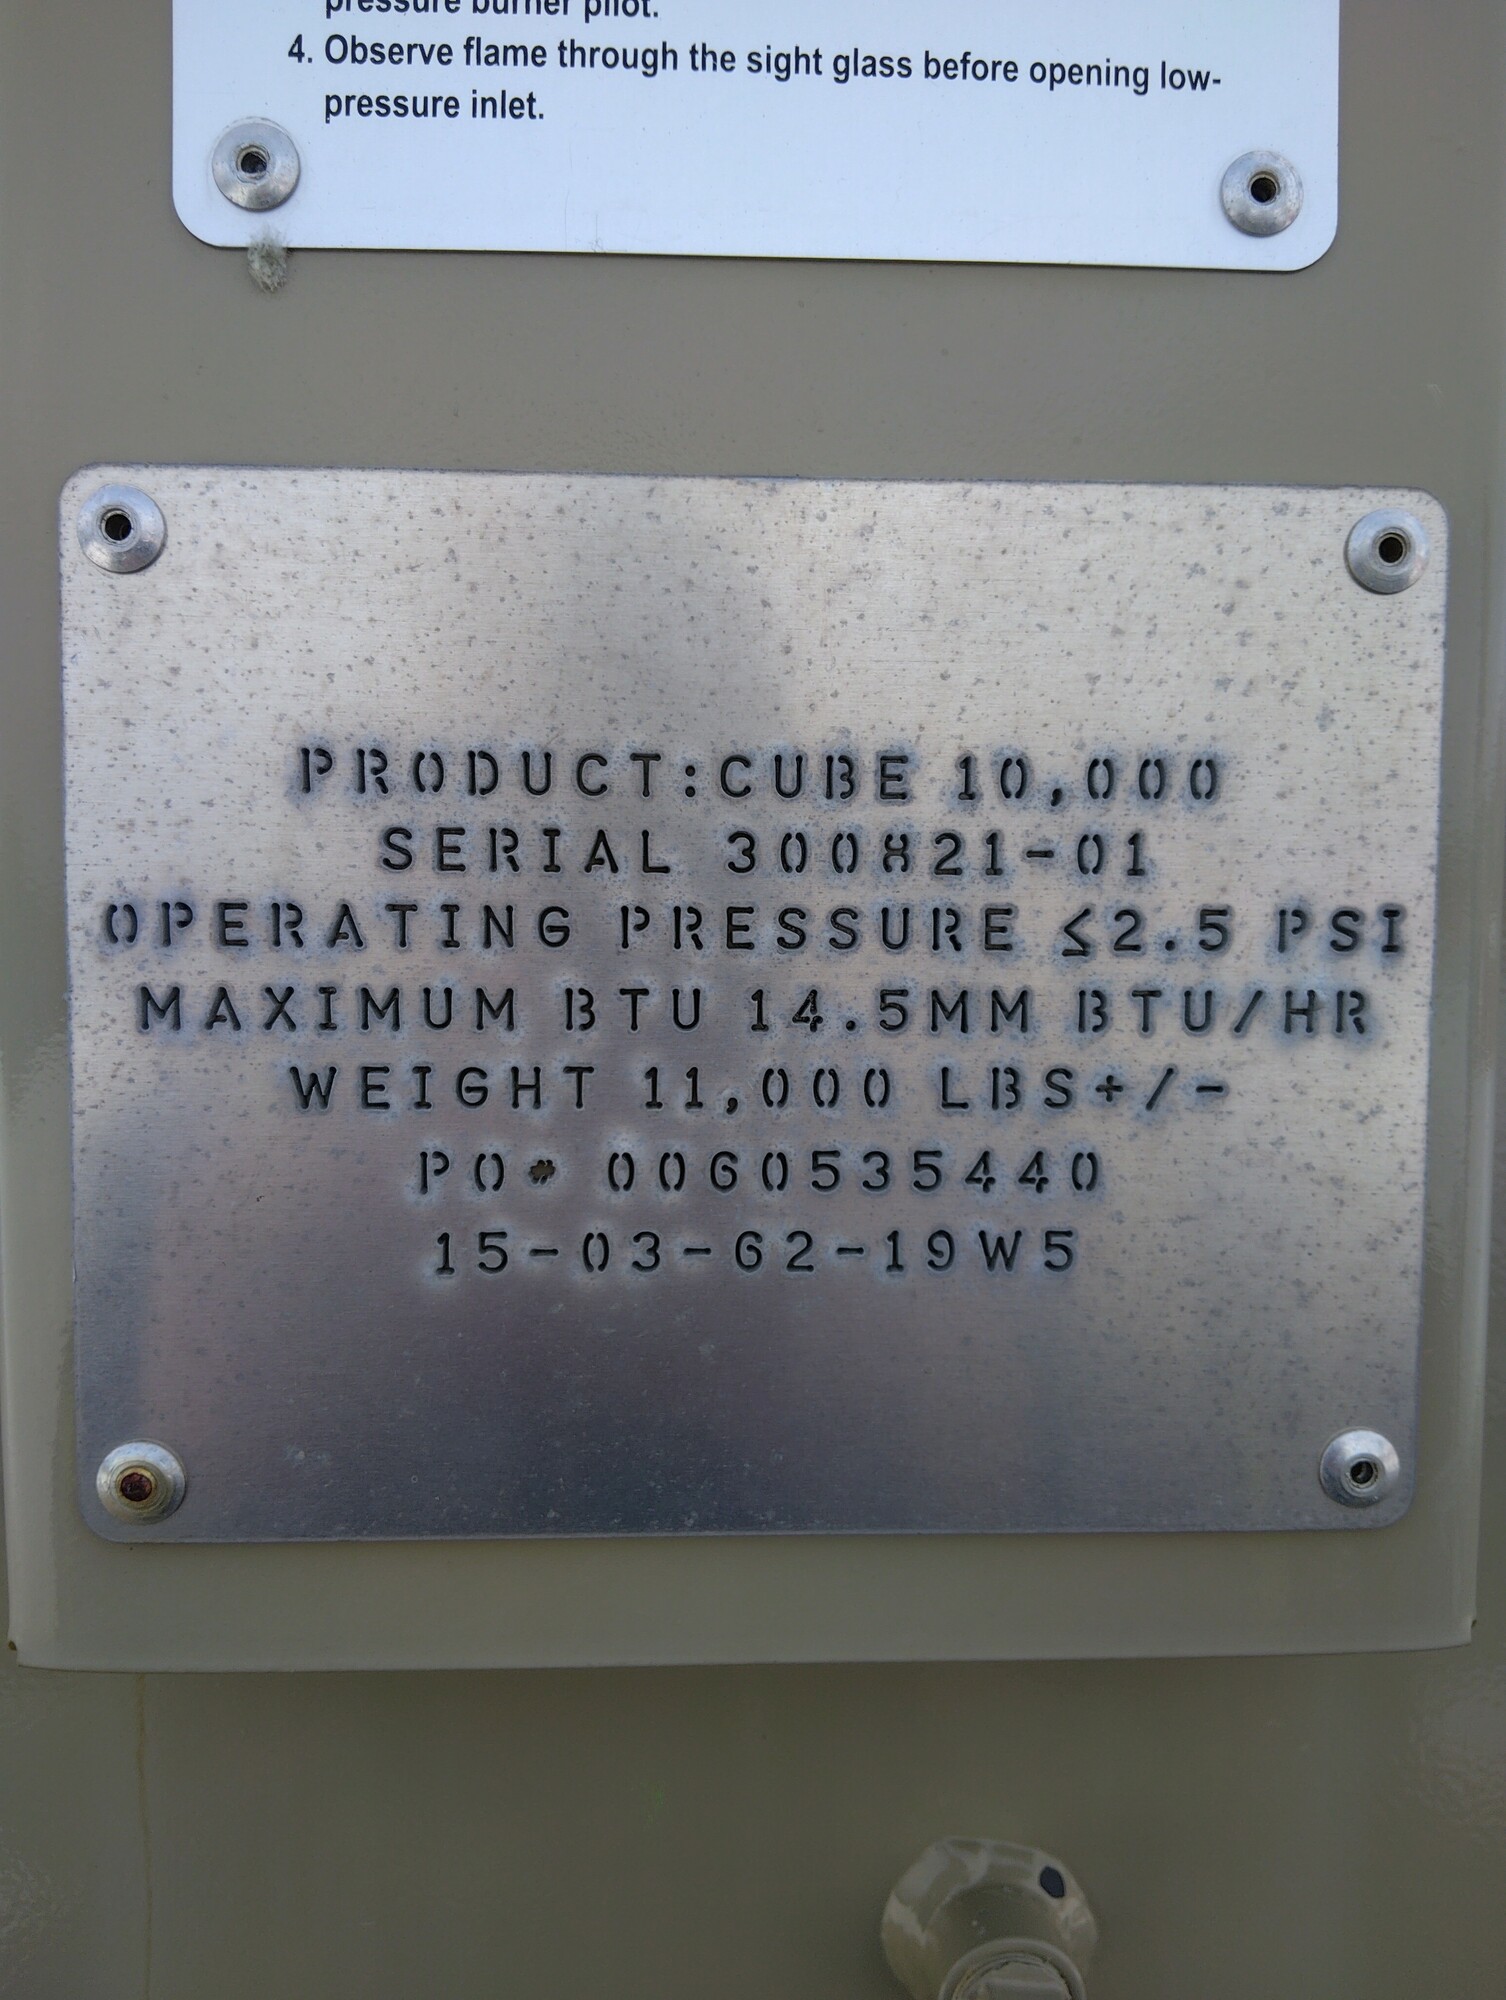 pressure burner pilot.
4. Observe flame through the sight glass before opening low-
pressure inlet.
PRODUCT:CUBE 10,000
SERIAL 300821-01
OPERATING PRESSURE ≤2.5 PSI
MAXIMUM BTU 14.5MM BTU/HR
WEIGHT 11,000 LBS+/-
PO# 0060535440
15-03-62-19W5